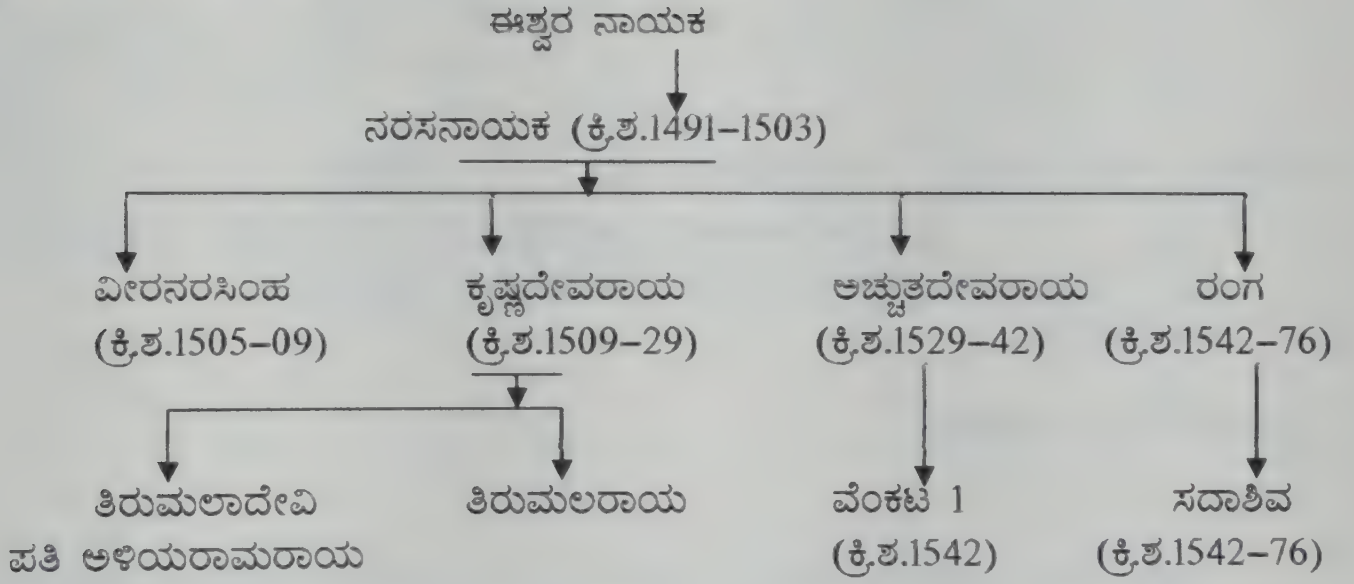 ಈಶ್ವರ ನಾಯಕ
ನರಸನಾಯಕ (ಕ್ರಿ.ಶ.1491–1503)
ವೀರನರಸಿಂಹ ಕೃಷ್ಣದೇವರಾಯ ಅಚ್ಚುತದೇವರಾಯ ರಂಗ
(ಕ್ರಿ.ಶ.1505–09) (ಕ್ರಿ.ಶ.1509–29) (ಕ್ರಿ.ಶ.1529–42) (ಕ್ರಿ.ಶ.1542–76)
ತಿರುಮಲಾದೇವಿ ತಿರುಮಲರಾಯ ವೆಂಕಟ 1 ಸದಾಶಿವ
ಪತಿ ಅಳಿಯರಾಮರಾಯ (ಕ್ರಿ.ಶ.1542) (ಕ್ರಿ.ಶ.1542–76)